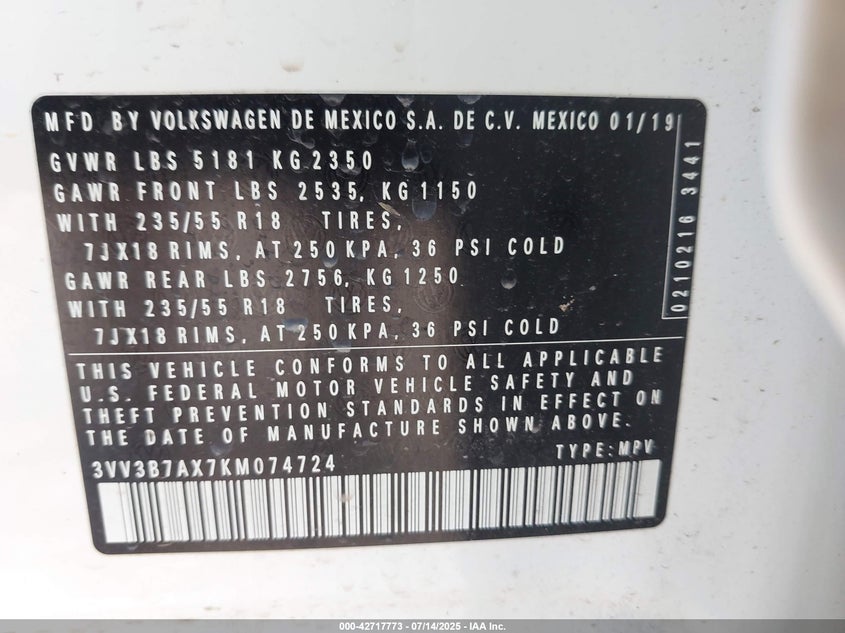 MFD BY VOLKSWAGEN DE MEXICO S.A. DE C.V. MEXICO 01/19
GVWR LBS 5181 KG 2350
GAWR FRONT LBS 2535, KG 1150
WITH 235/55 R18 TIRES,
7JX18 RIMS, AT 250 KPA, 36 PSI COLD
GAWR REAR LBS 2756, KG 1250
WITH 235/55 R18 TIRES,
7JX18 RIMS, AT 250 KPA, 36 PSI COLD
0210216 3441
THIS VEHICLE CONFORMS TO ALL APPLICABLE
U.S. FEDERAL MOTOR VEHICLE SAFETY AND
THEFT PREVENTION STANDARDS IN EFFECT ON
THE DATE OF MANUFACTURE SHOWN ABOVE.
3VV3B7AX7KM074724 TYPE: MPV
000-42717773 - 07/14/2025 - IAA Inc.